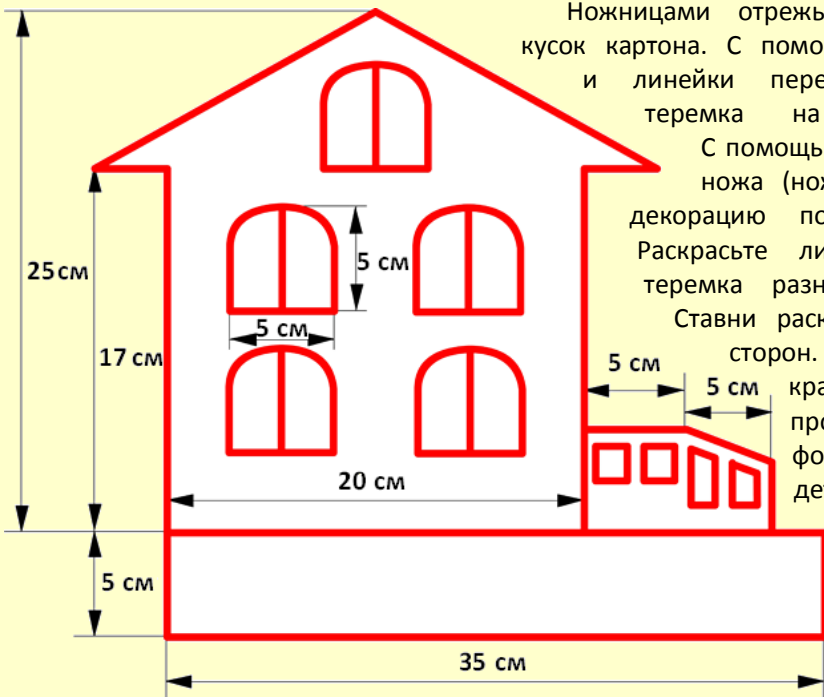 Ножницами отрежь
кусок картона. С помо
и линейки пере
теремка на
С помощь
ножа (нож
декорацию по
Раскрасьте ли
теремка разн
Ставни раск
сторон.
кра
про
фо
де
25 см
17 см
5 см
5 см
5 см
5 см
20 см
5 см
35 см